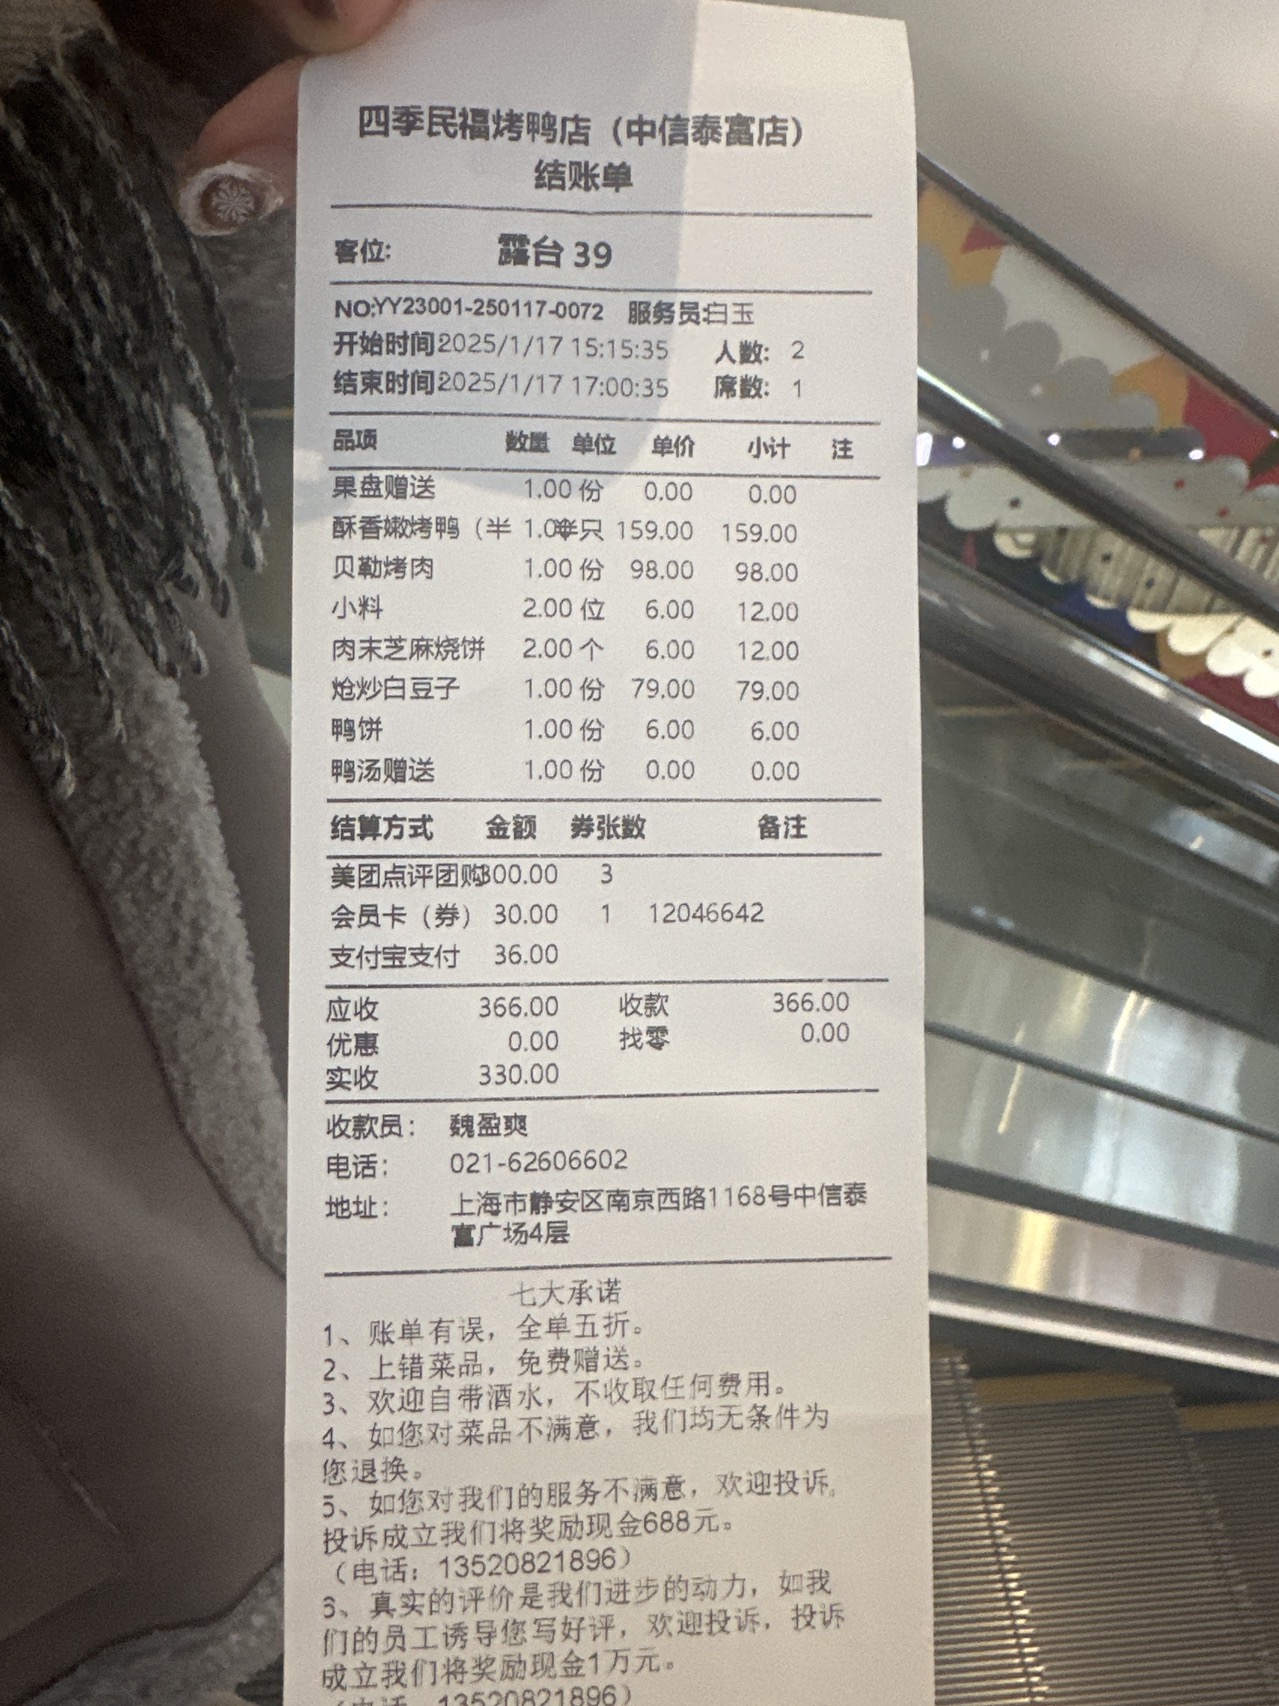 四季民福烤鸭店（中信泰富店）
结账单
客位: 露台 39
NO:YY23001-250117-0072 服务员:白玉
开始时间 2025/1/17 15:15:35 人数: 2
结束时间 2025/1/17 17:00:35 席数: 1
品项 数量 单位 单价 小计 注
果盘赠送 1.00 份 0.00 0.00
酥香嫩烤鸭（半 1.00 半只 159.00 159.00
贝勒烤肉 1.00 份 98.00 98.00
小料 2.00 位 6.00 12.00
肉末芝麻烧饼 2.00 个 6.00 12.00
炝炒白豆子 1.00 份 79.00 79.00
鸭饼 1.00 份 6.00 6.00
鸭汤赠送 1.00 份 0.00 0.00
结算方式 金额 券张数 备注
美团点评团购 300.00 3
会员卡（券） 30.00 1 12046642
支付宝支付 36.00
应收 366.00 收款 366.00
优惠 0.00 找零 0.00
实收 330.00
收款员: 魏盈爽
电话: 021-62606602
地址: 上海市静安区南京西路1168号中信泰
富广场4层
七大承诺
1、账单有误，全单五折。
2、上错菜品，免费赠送。
3、欢迎自带酒水，不收取任何费用。
4、如您对菜品不满意，我们均无条件为
您退换。
5、如您对我们的服务不满意，欢迎投诉，
投诉成立我们将奖励现金688元。
（电话：13520821896）
6、真实的评价是我们进步的动力，如我
们的员工诱导您写好评，欢迎投诉，投诉
成立我们将奖励现金1万元。
（电话：13520821896）